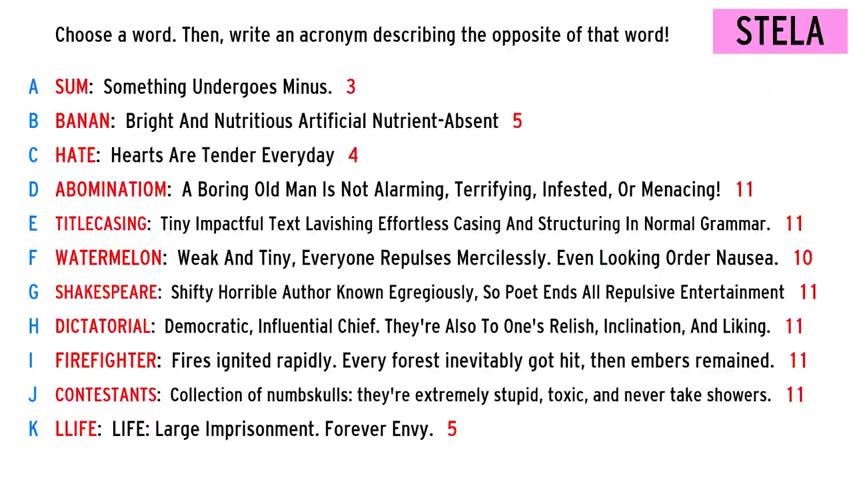 Choose a word. Then, write an acronym describing the opposite of that word!
STELA
A SUM: Something Undergoes Minus. 3
B BANAN: Bright And Nutritious Artificial Nutrient-Absent 5
C HATE: Hearts Are Tender Everyday 4
D ABOMINATIOM: A Boring Old Man Is Not Alarming, Terrifying, Infested, Or Menacing! 11
E TITLECASING: Tiny Impactful Text Lavishing Effortless Casing And Structuring In Normal Grammar. 11
F WATERMELON: Weak And Tiny, Everyone Repulses Mercilessly. Even Looking Order Nausea. 10
G SHAKESPEARE: Shifty Horrible Author Known Egregiously, So Poet Ends All Repulsive Entertainment 11
H DICTATORIAL: Democratic, Influential Chief. They're Also To One's Relish, Inclination, And Liking. 11
I FIREFIGHTER: Fires ignited rapidly. Every forest inevitably got hit, then embers remained. 11
J CONTESTANTS: Collection of numbskulls: they're extremely stupid, toxic, and never take showers. 11
K LLIFE: LIFE: Large Imprisonment. Forever Envy. 5